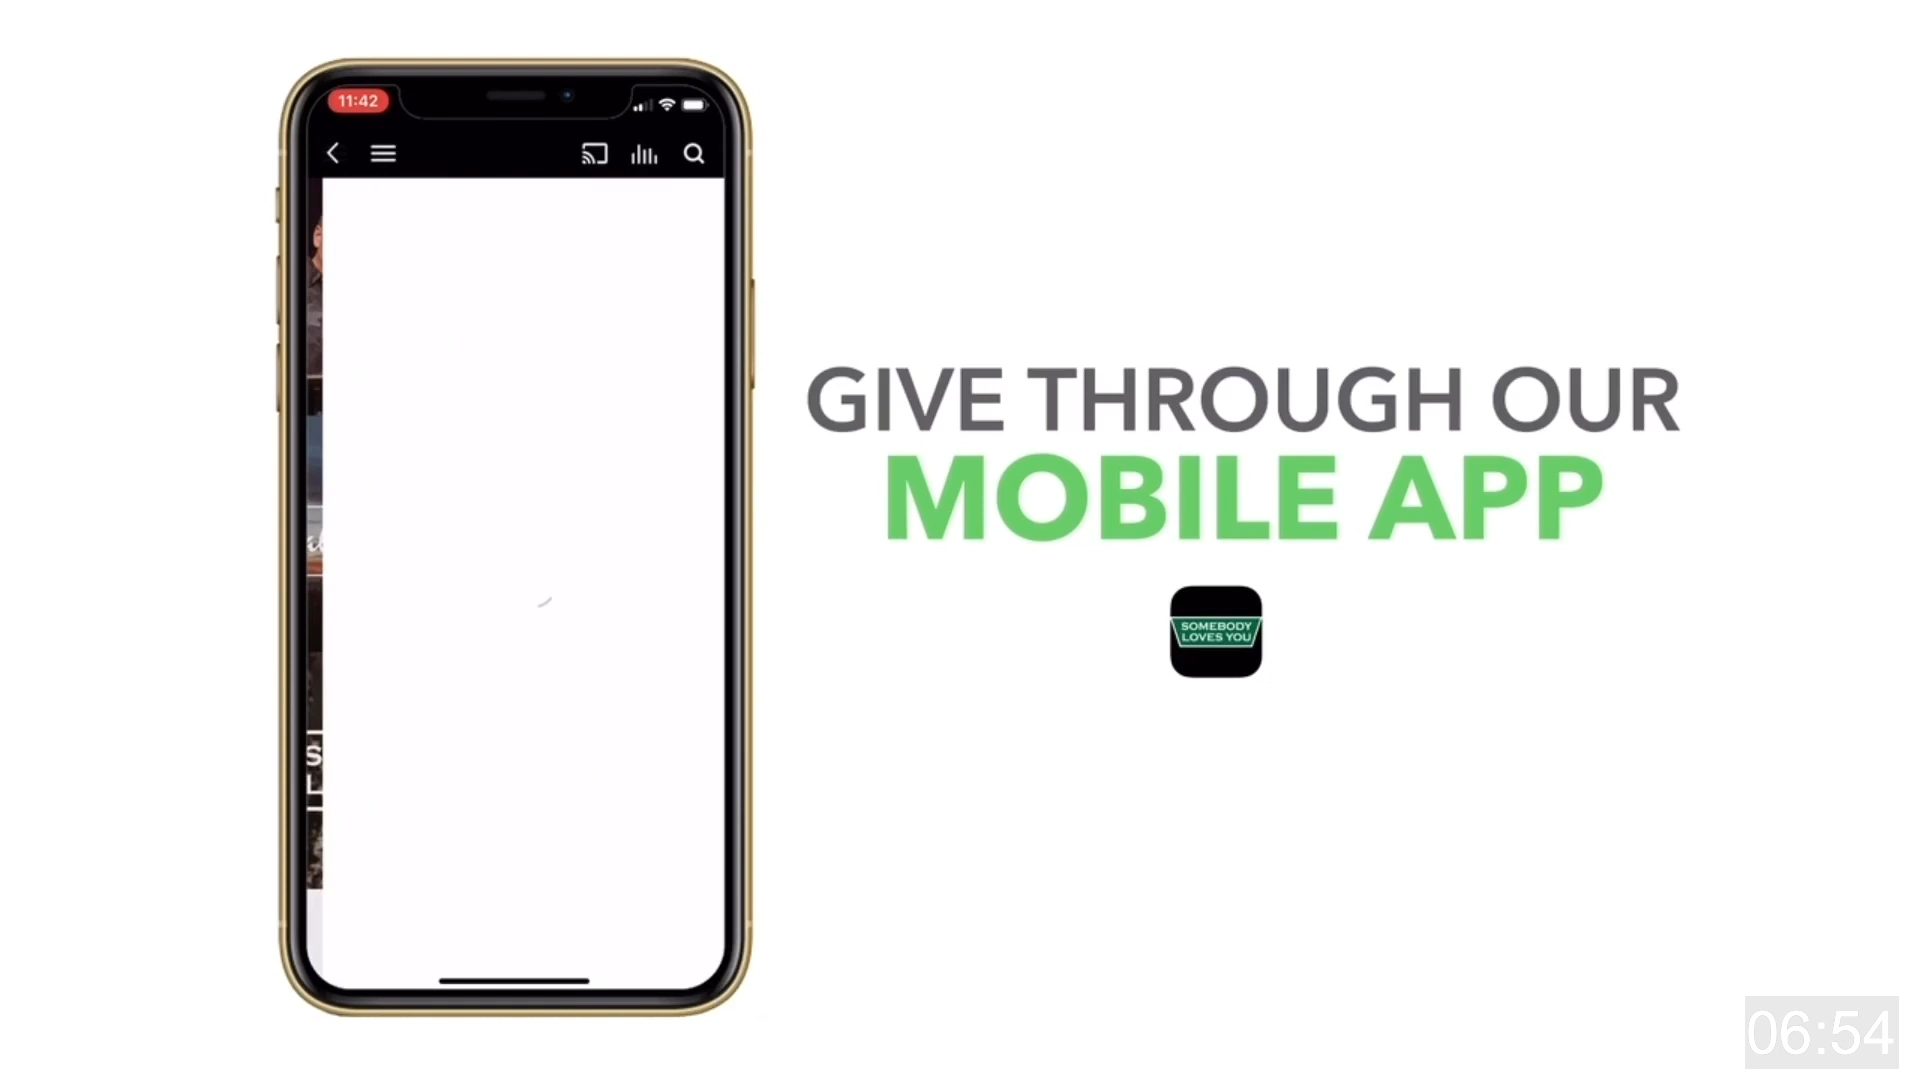 11:42
S
L
GIVE THROUGH OUR
MOBILE APP
SOMEBODY
LOVES YOU
06:54